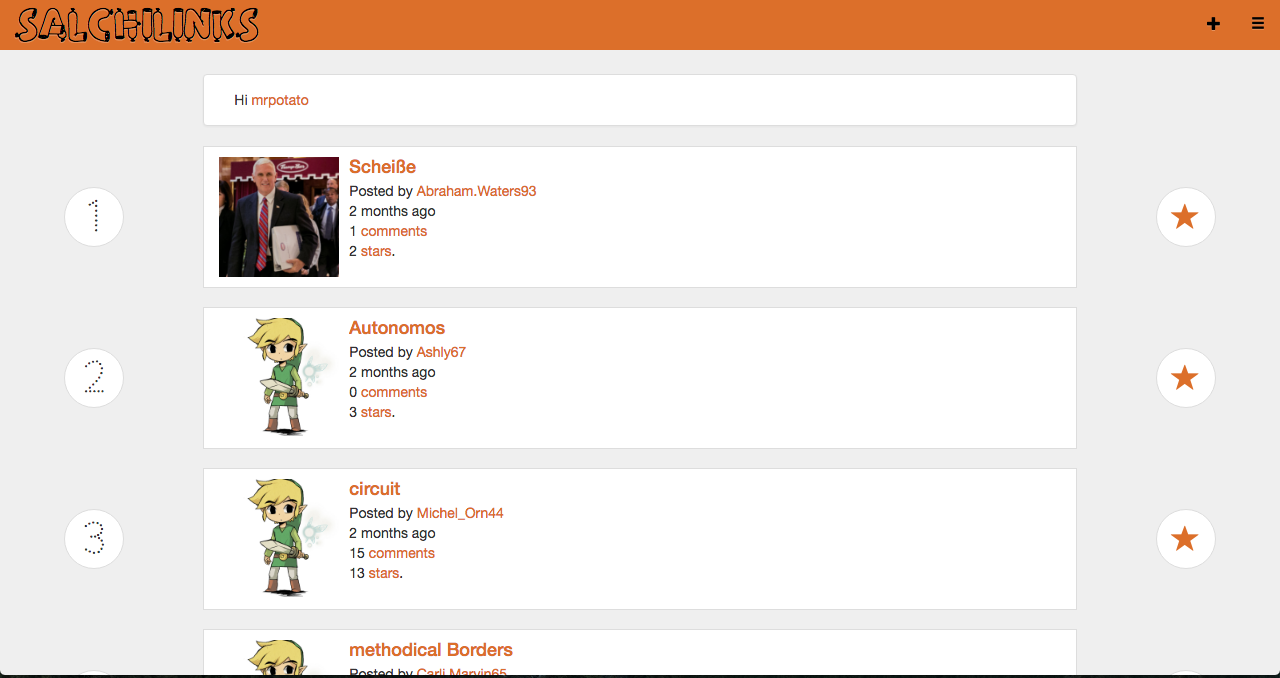 SALCHILINKS
Hi mrpotato
1
Scheiße
Posted by Abraham.Waters93
2 months ago
1 comments
2 stars.
2
Autonomos
Posted by Ashly67
2 months ago
0 comments
3 stars.
3
circuit
Posted by Michel_Orn44
2 months ago
15 comments
13 stars.
methodical Borders
Posted by Carli.Marvin65